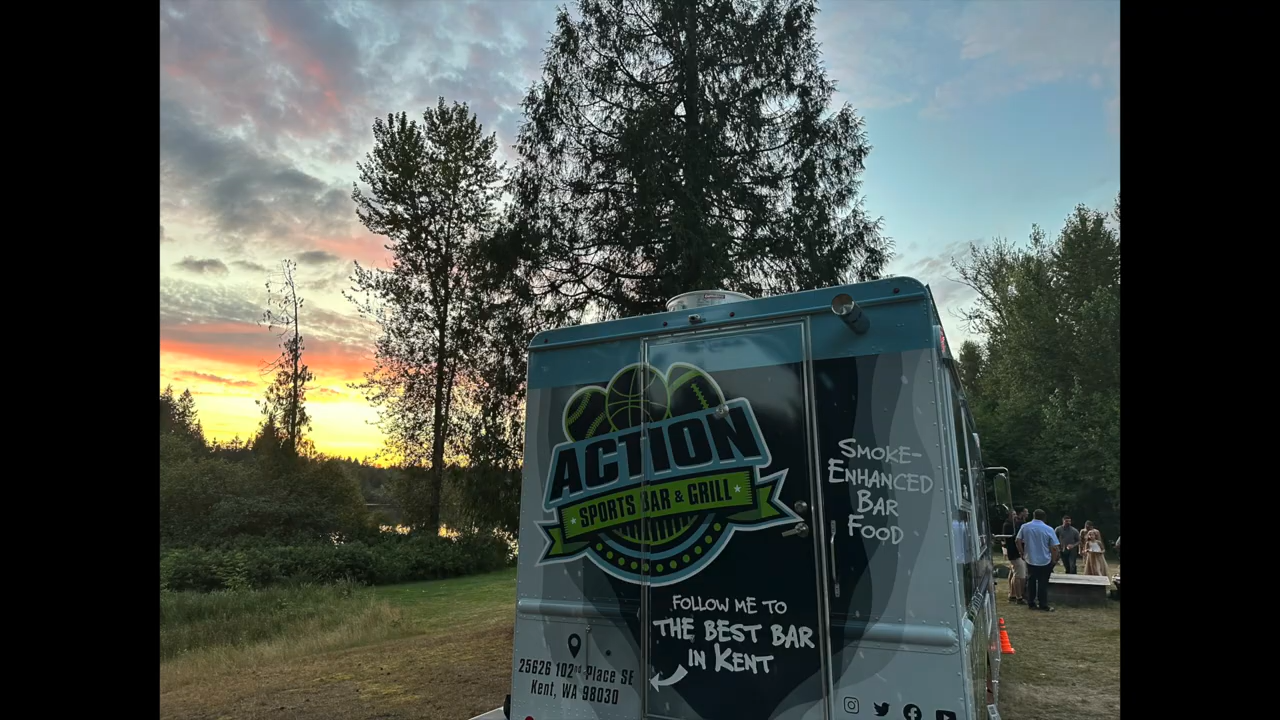 ACTION
SPORTS BAR & GRILL
SMOKE-
ENHANCED
BAR
FOOD
FOLLOW ME TO
THE BEST BAR
IN KENT
25626 102nd Place SE
Kent, WA 98030